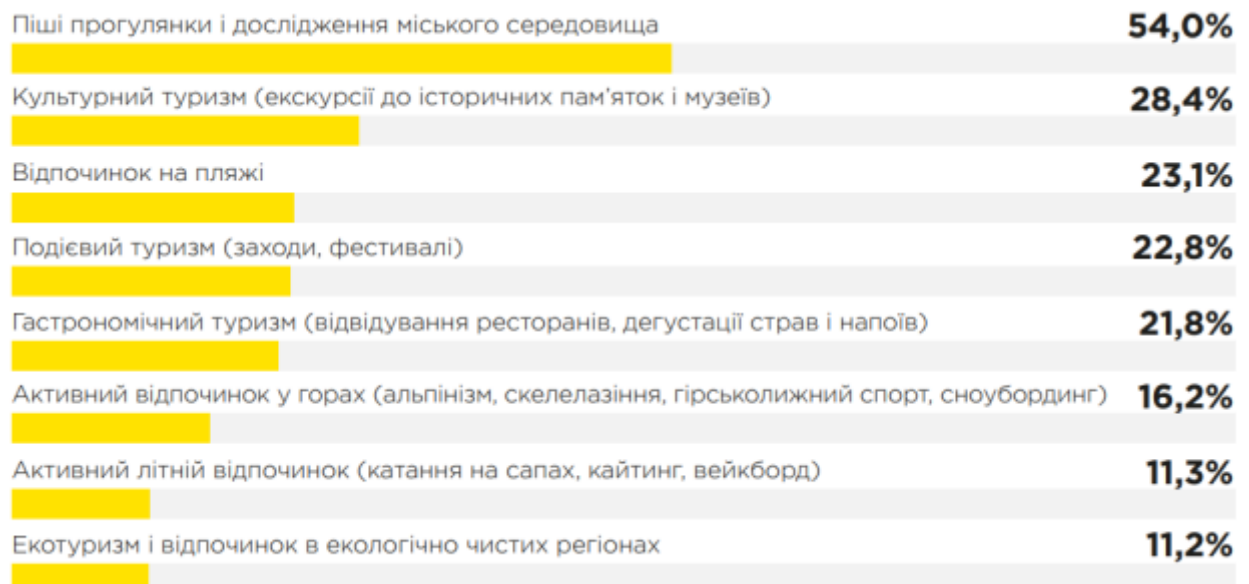 Піші прогулянки і дослідження міського середовища 54,0%
Культурний туризм (екскурсії до історичних пам'яток і музеїв) 28,4%
Відпочинок на пляжі 23,1%
Подієвий туризм (заходи, фестивалі) 22,8%
Гастрономічний туризм (відвідування ресторанів, дегустації страв і напоїв) 21,8%
Активний відпочинок у горах (альпінізм, скелелазіння, гірськолижний спорт, сноубординг) 16,2%
Активний літній відпочинок (катання на сапах, кайтинг, вейкборд) 11,3%
Екотуризм і відпочинок в екологічно чистих регіонах 11,2%